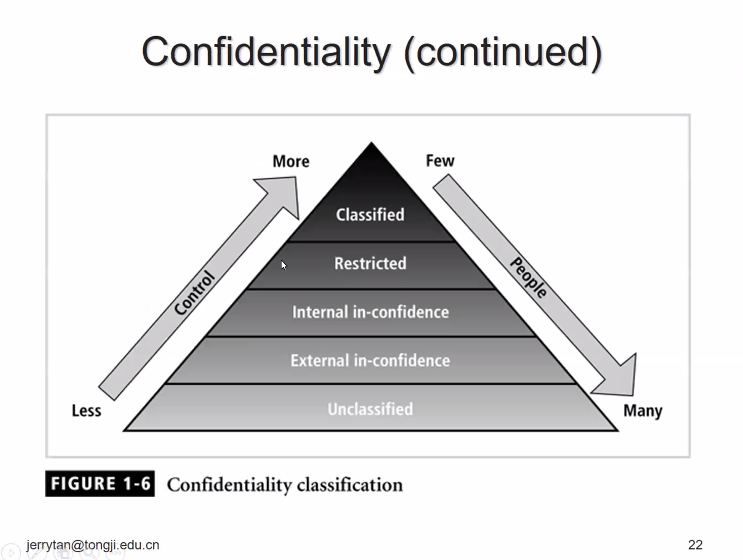 Confidentiality (continued)
More
Few
Classified
Restricted
Control
People
Internal in-confidence
External in-confidence
Less
Unclassified
Many
FIGURE 1-6 Confidentiality classification
jerrytan@tongji.edu.cn
22